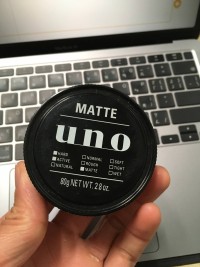 MATTE
uno
HARD NORMAL SOFT
ACTIVE ROUGH TIGHT
NATURAL MATTE WET
80g NET WT. 2.8 oz.